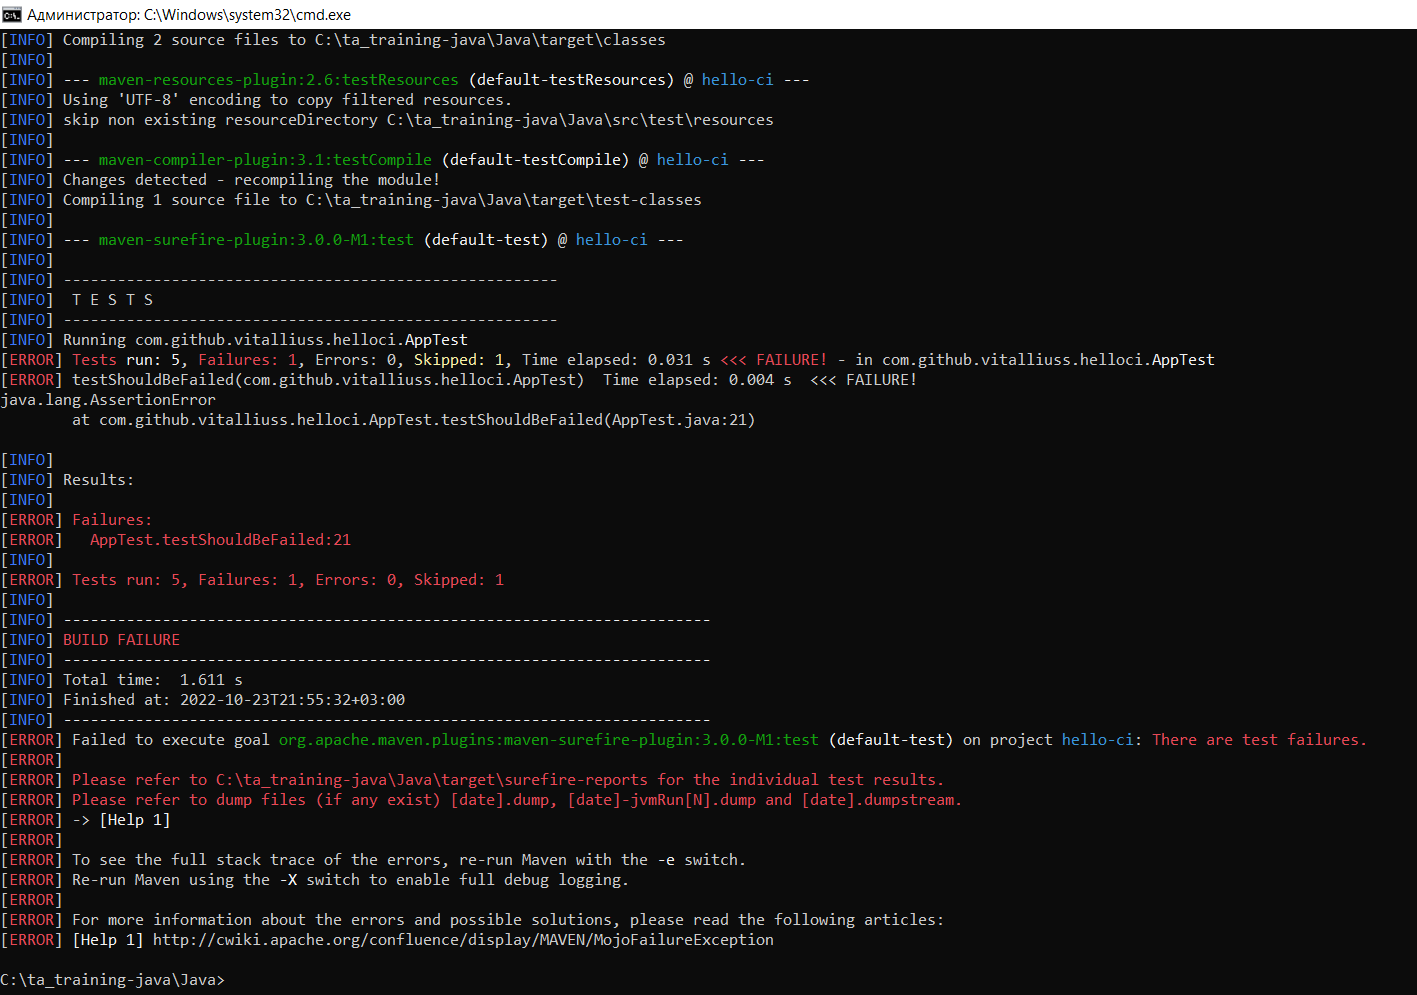 Администратор: C:\Windows\system32\cmd.exe
[INFO] Compiling 2 source files to C:\ta_training-java\Java\target\classes
[INFO]
[INFO] --- maven-resources-plugin:2.6:testResources (default-testResources) @ hello-ci ---
[INFO] Using 'UTF-8' encoding to copy filtered resources.
[INFO] skip non existing resourceDirectory C:\ta_training-java\Java\src\test\resources
[INFO]
[INFO] --- maven-compiler-plugin:3.1:testCompile (default-testCompile) @ hello-ci ---
[INFO] Changes detected - recompiling the module!
[INFO] Compiling 1 source file to C:\ta_training-java\Java\target\test-classes
[INFO]
[INFO] --- maven-surefire-plugin:3.0.0-M1:test (default-test) @ hello-ci ---
[INFO]
[INFO] -------------------------------------------------------
[INFO]  T E S T S
[INFO] -------------------------------------------------------
[INFO] Running com.github.vitalliuss.helloci.AppTest
[ERROR] Tests run: 5, Failures: 1, Errors: 0, Skipped: 1, Time elapsed: 0.031 s <<< FAILURE! - in com.github.vitalliuss.helloci.AppTest
[ERROR] testShouldBeFailed(com.github.vitalliuss.helloci.AppTest)  Time elapsed: 0.004 s  <<< FAILURE!
java.lang.AssertionError
        at com.github.vitalliuss.helloci.AppTest.testShouldBeFailed(AppTest.java:21)
[INFO]
[INFO] Results:
[INFO]
[ERROR] Failures:
[ERROR]   AppTest.testShouldBeFailed:21
[INFO]
[ERROR] Tests run: 5, Failures: 1, Errors: 0, Skipped: 1
[INFO]
[INFO] ------------------------------------------------------------------------
[INFO] BUILD FAILURE
[INFO] ------------------------------------------------------------------------
[INFO] Total time:  1.611 s
[INFO] Finished at: 2022-10-23T21:55:32+03:00
[INFO] ------------------------------------------------------------------------
[ERROR] Failed to execute goal org.apache.maven.plugins:maven-surefire-plugin:3.0.0-M1:test (default-test) on project hello-ci: There are test failures.
[ERROR]
[ERROR] Please refer to C:\ta_training-java\Java\target\surefire-reports for the individual test results.
[ERROR] Please refer to dump files (if any exist) [date].dump, [date]-jvmRun[N].dump and [date].dumpstream.
[ERROR] -> [Help 1]
[ERROR]
[ERROR] To see the full stack trace of the errors, re-run Maven with the -e switch.
[ERROR] Re-run Maven using the -X switch to enable full debug logging.
[ERROR]
[ERROR] For more information about the errors and possible solutions, please read the following articles:
[ERROR] [Help 1] http://cwiki.apache.org/confluence/display/MAVEN/MojoFailureException
C:\ta_training-java\Java>